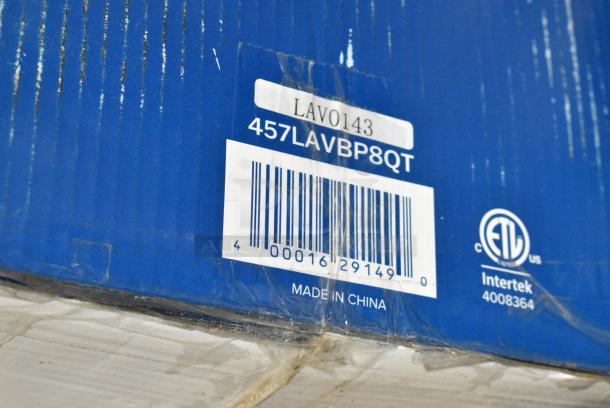 LAV0143
457LAVBP8QT
4 00016 29149 0
MADE IN CHINA
C ETL US
Intertek
4008364